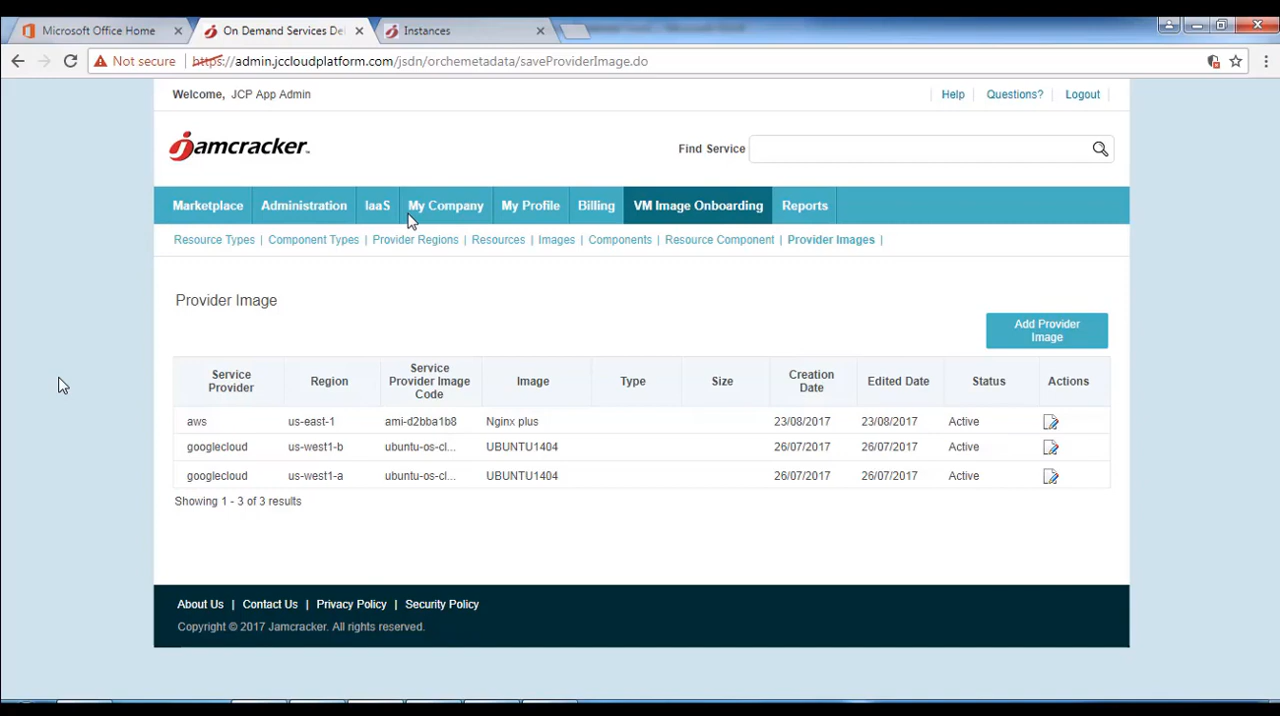 Microsoft Office Home
On Demand Services De
Instances
Not secure https://admin.jccloudplatform.com/jsdn/orchemetadata/saveProviderImage.do
Welcome, JCP App Admin
Help | Questions? | Logout |
jamcracker
Find Service
Marketplace Administration IaaS My Company My Profile Billing VM Image Onboarding Reports
Resource Types | Component Types | Provider Regions | Resources | Images | Components | Resource Component | Provider Images |
Provider Image
Add Provider Image
Service Provider Region Service Provider Image Code Image Type Size Creation Date Edited Date Status Actions
aws us-east-1 ami-d2bba1b8 Nginx plus 23/08/2017 23/08/2017 Active
googlecloud us-west1-b ubuntu-os-cl... UBUNTU1404 26/07/2017 26/07/2017 Active
googlecloud us-west1-a ubuntu-os-cl... UBUNTU1404 26/07/2017 26/07/2017 Active
Showing 1 - 3 of 3 results
About Us | Contact Us | Privacy Policy | Security Policy
Copyright © 2017 Jamcracker. All rights reserved.